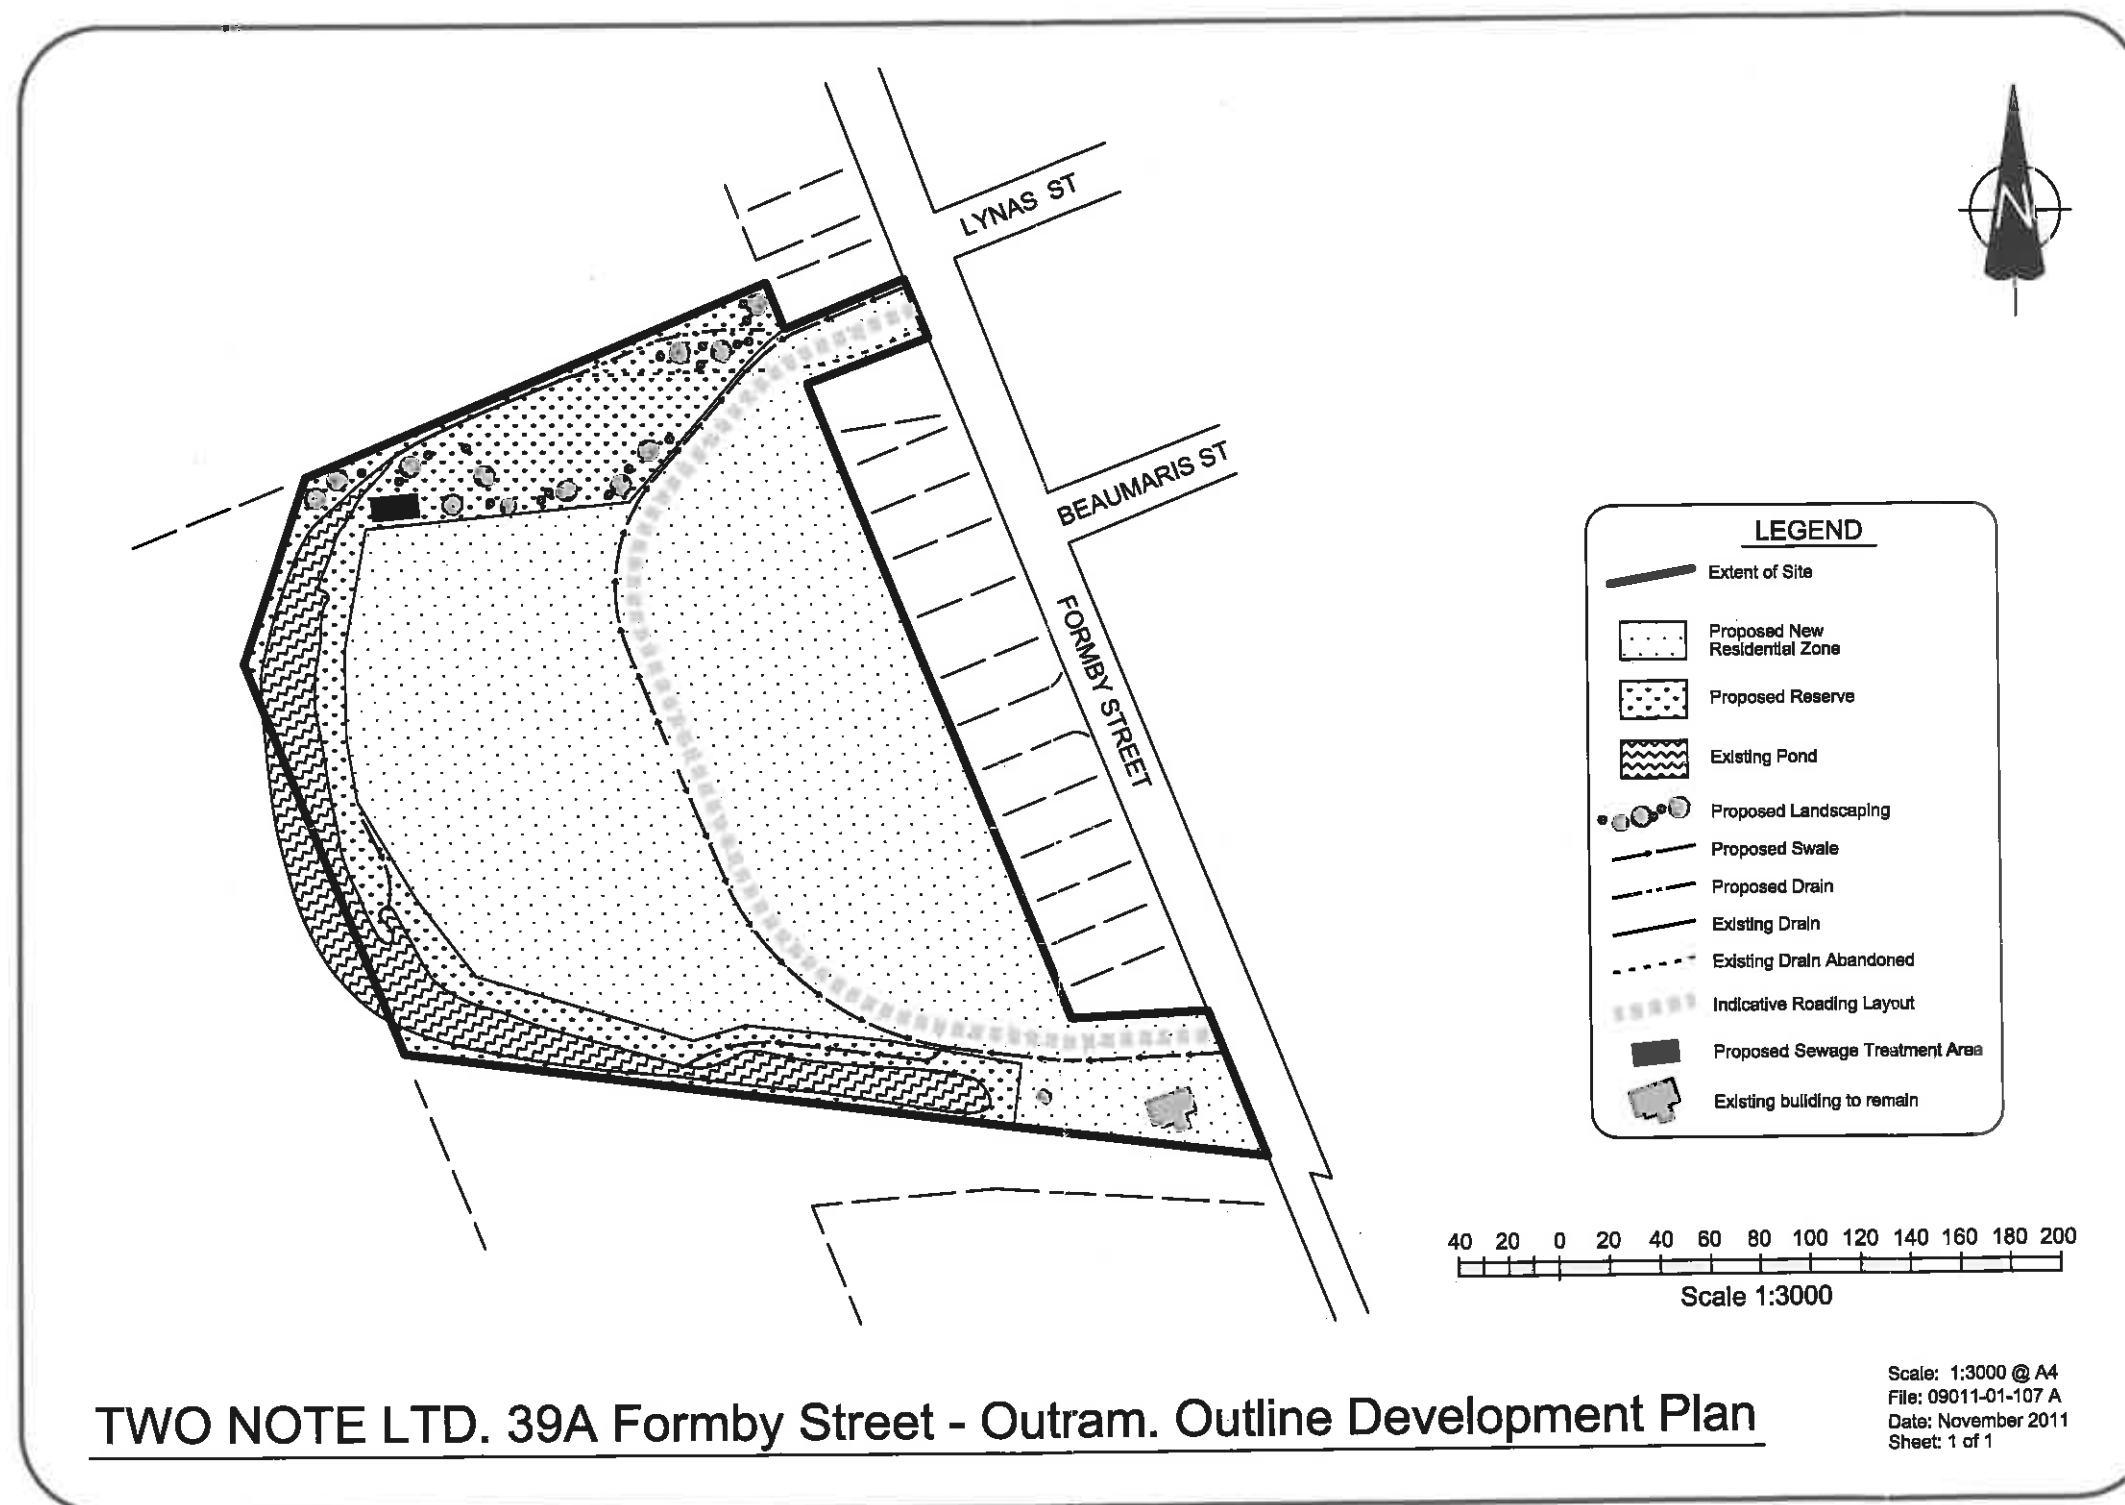 N
LYNAS ST
BEAUMARIS ST
FORMBY STREET
LEGEND
Extent of Site
Proposed New
Residential Zone
Proposed Reserve
Existing Pond
Proposed Landscaping
Proposed Swale
Proposed Drain
Existing Drain
Existing Drain Abandoned
Indicative Roading Layout
Proposed Sewage Treatment Area
Existing building to remain
40 20 0 20 40 60 80 100 120 140 160 180 200
Scale 1:3000
TWO NOTE LTD. 39A Formby Street - Outram. Outline Development Plan
Scale: 1:3000 @ A4
File: 09011-01-107 A
Date: November 2011
Sheet: 1 of 1